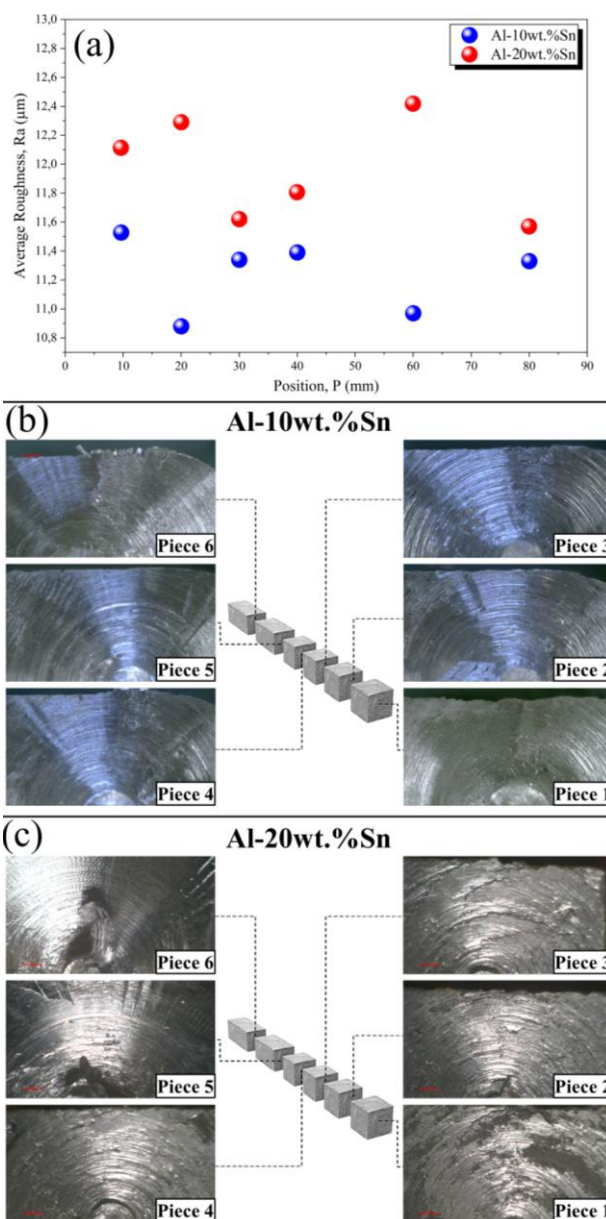 (a)
Al-10wt.%Sn
Al-20wt.%Sn
Average Roughness, Ra (µm)
13,0
12,8
12,6
12,4
12,2
12,0
11,8
11,6
11,4
11,2
11,0
10,8
0 10 20 30 40 50 60 70 80 90
Position, P (mm)
(b)
Al-10wt.%Sn
Piece 6
Piece 3
Piece 5
Piece 2
Piece 4
Piece 1
(c)
Al-20wt.%Sn
Piece 6
Piece 3
Piece 5
Piece 2
Piece 4
Piece 1